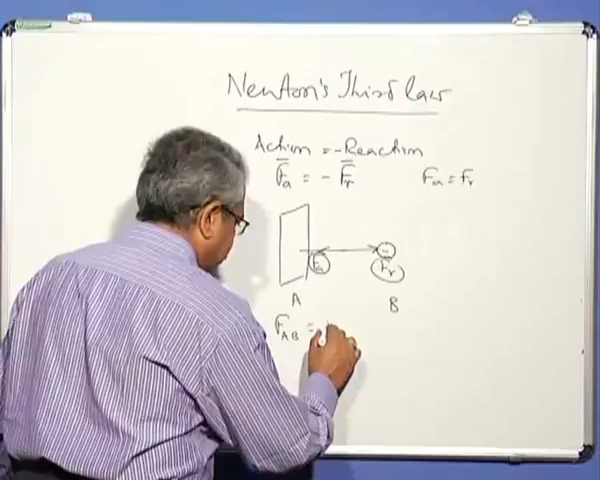 Newton's Third law
Action = - Reaction
F̅a = - F̅r Fa = Fr
Fa Fr
A B
FAB =